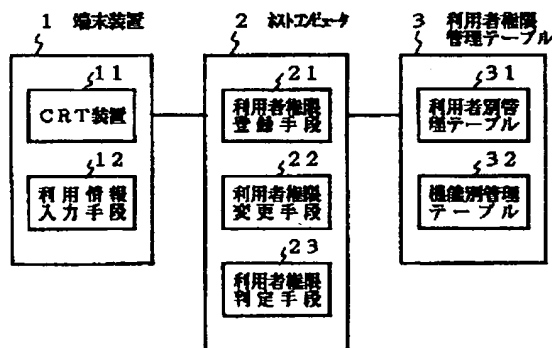 1 端末装置
2 ホストコンピュータ
3 利用者権限
管理テーブル
11
CRT装置
12
利用情報
入力手段
21
利用者権限
登録手段
22
利用者権限
変更手段
23
利用者権限
判定手段
31
利用者別管
理テーブル
32
機能別管理
テーブル